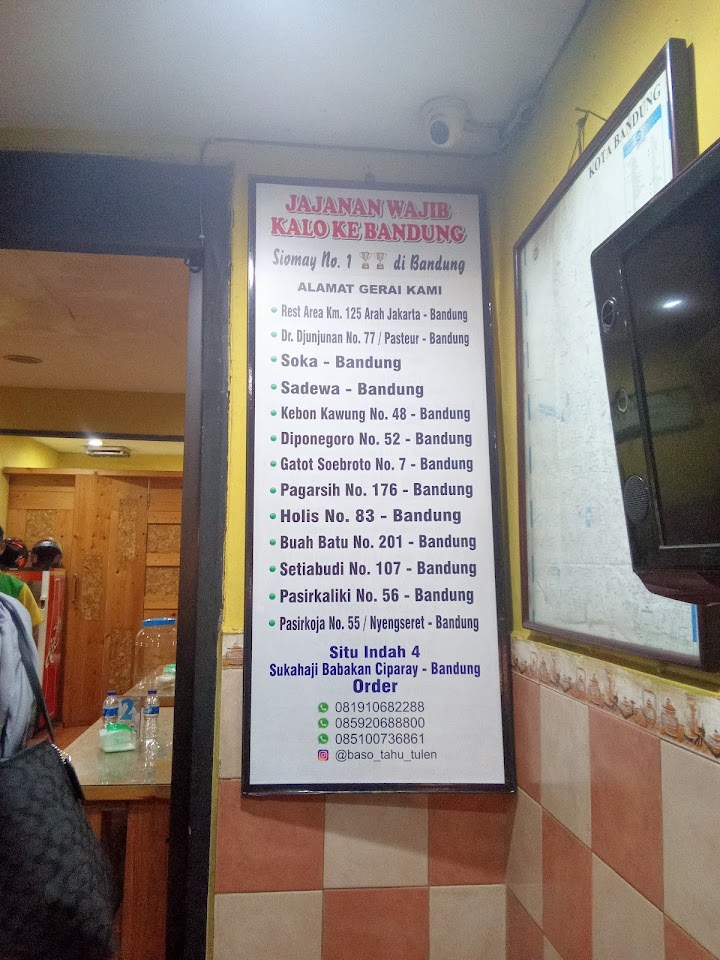 JAJANAN WAJIB
KALO KE BANDUNG
Siomay No. 1 di Bandung
ALAMAT GERAI KAMI
Rest Area Km. 125 Arah Jakarta - Bandung
Dr. Djunjunan No. 77 / Pasteur - Bandung
Soka - Bandung
Sadewa - Bandung
Kebon Kawung No. 48 - Bandung
Diponegoro No. 52 - Bandung
Gatot Soebroto No. 7 - Bandung
Pagarsih No. 176 - Bandung
Holis No. 83 - Bandung
Buah Batu No. 201 - Bandung
Setiabudi No. 107 - Bandung
Pasirkaliki No. 56 - Bandung
Pasirkoja No. 55 / Nyengseret - Bandung
Situ Indah 4
Sukahaji Babakan Ciparay - Bandung
Order
081910682288
085920688800
085100736861
@baso_tahu_tulen
KOTA BANDUNG
2